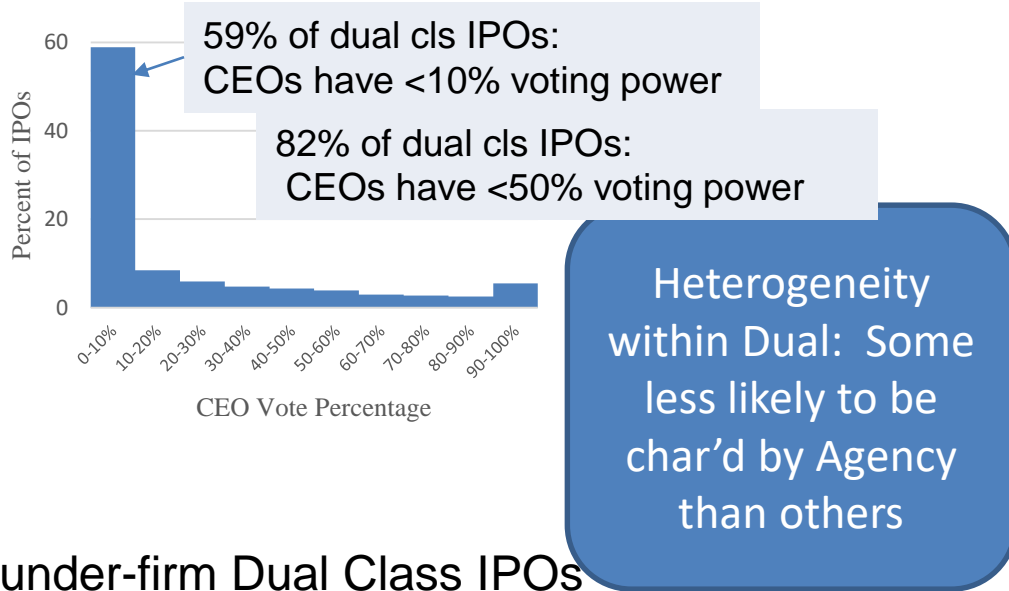 59% of dual cls IPOs:
CEOs have <10% voting power
82% of dual cls IPOs:
CEOs have <50% voting power
Percent of IPOs
60
40
20
0
0-10%
10-20%
20-30%
30-40%
40-50%
50-60%
60-70%
70-80%
80-90%
90-100%
CEO Vote Percentage
Heterogeneity
within Dual: Some
less likely to be
char’d by Agency
than others
under-firm Dual Class IPOs